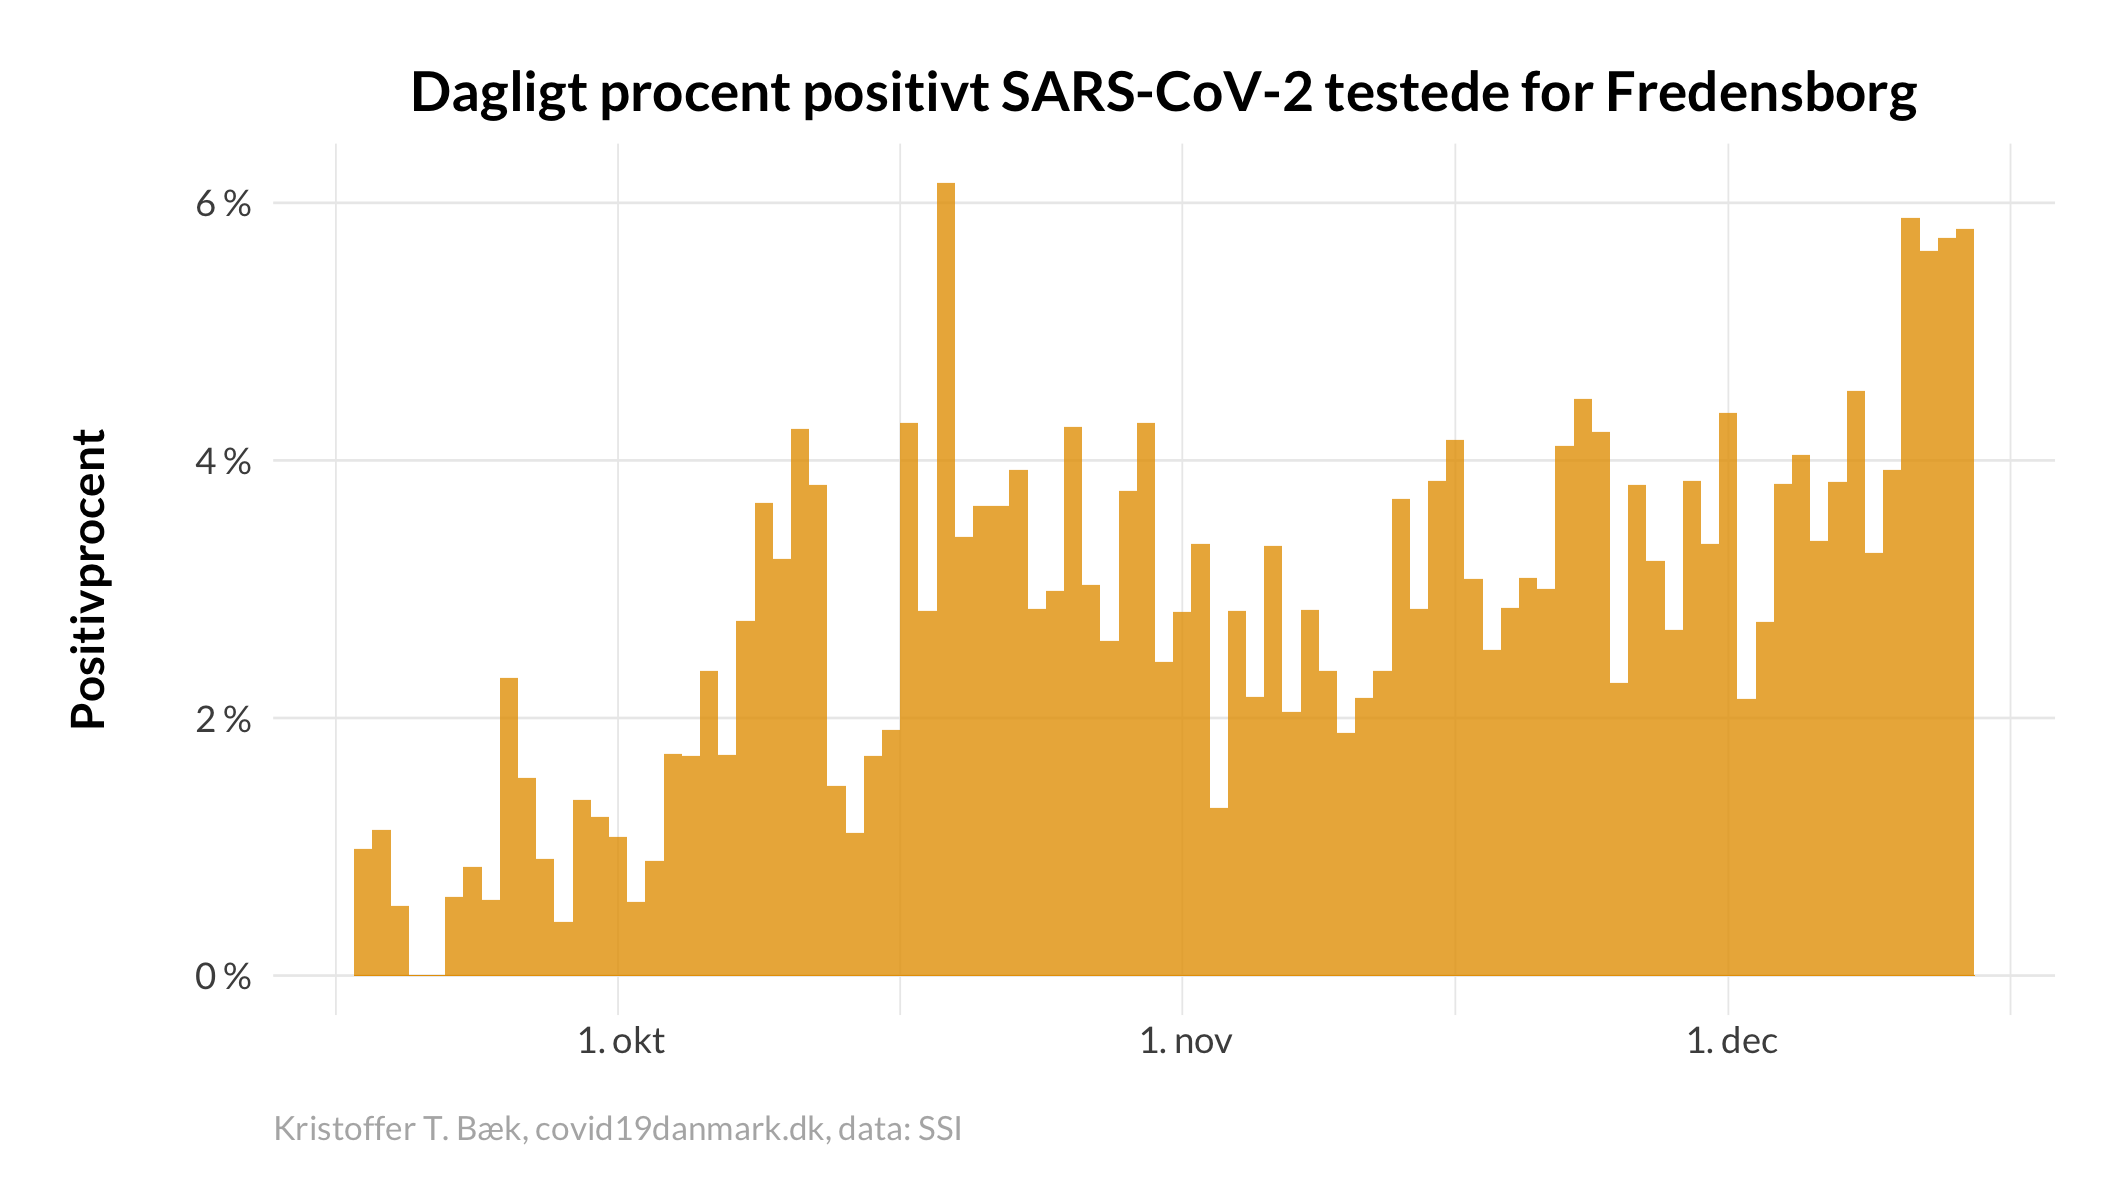 Dagligt procent positivt SARS-CoV-2 testede for Fredensborg
Positivprocent
6 %
4 %
2 %
0 %
1. okt
1. nov
1. dec
Kristoffer T. Bæk, covid19danmark.dk, data: SSI